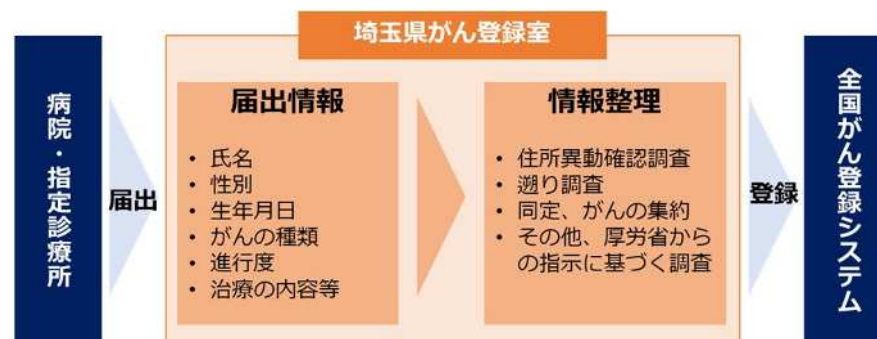 埼玉県がん登録室
病院・指定診療所
届出
届出情報
・氏名
・性別
・生年月日
・がんの種類
・進行度
・治療の内容等
情報整理
・住所異動確認調査
・遡り調査
・同定、がんの集約
・その他、厚労省から
の指示に基づく調査
登録
全国がん登録システム